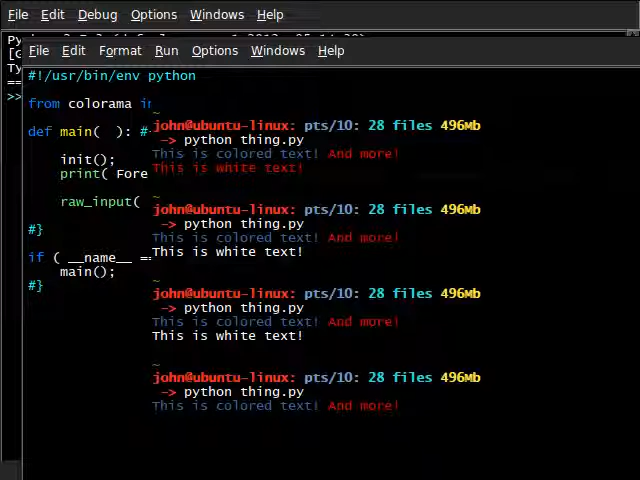 File Edit Debug Options Windows Help
File Edit Format Run Options Windows Help
#!/usr/bin/env python
from colorama in
def main(  ): #
init();
print( Fore
raw_input(
#}
if ( __name__ ==
main();
#}
>>
~
john@ubuntu-linux: pts/10: 28 files 496Mb
-> python thing.py
This is colored text! And more!
This is white text!
~
john@ubuntu-linux: pts/10: 28 files 496Mb
-> python thing.py
This is colored text! And more!
This is white text!
~
john@ubuntu-linux: pts/10: 28 files 496Mb
-> python thing.py
This is colored text! And more!
This is white text!
~
john@ubuntu-linux: pts/10: 28 files 496Mb
-> python thing.py
This is colored text! And more!